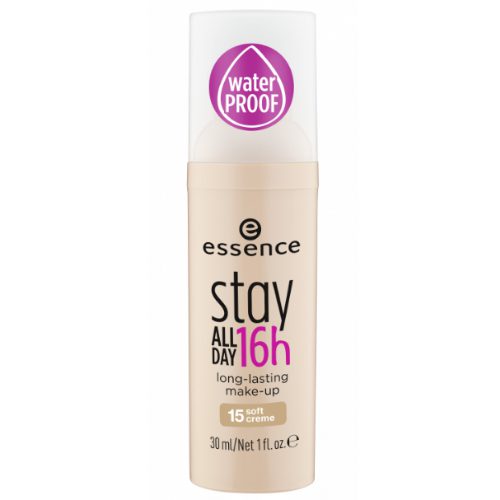 water
PROOF
essence
stay
ALL
DAY 16h
long-lasting
make-up
15 soft
creme
30 ml/Net 1 fl. oz. ℮